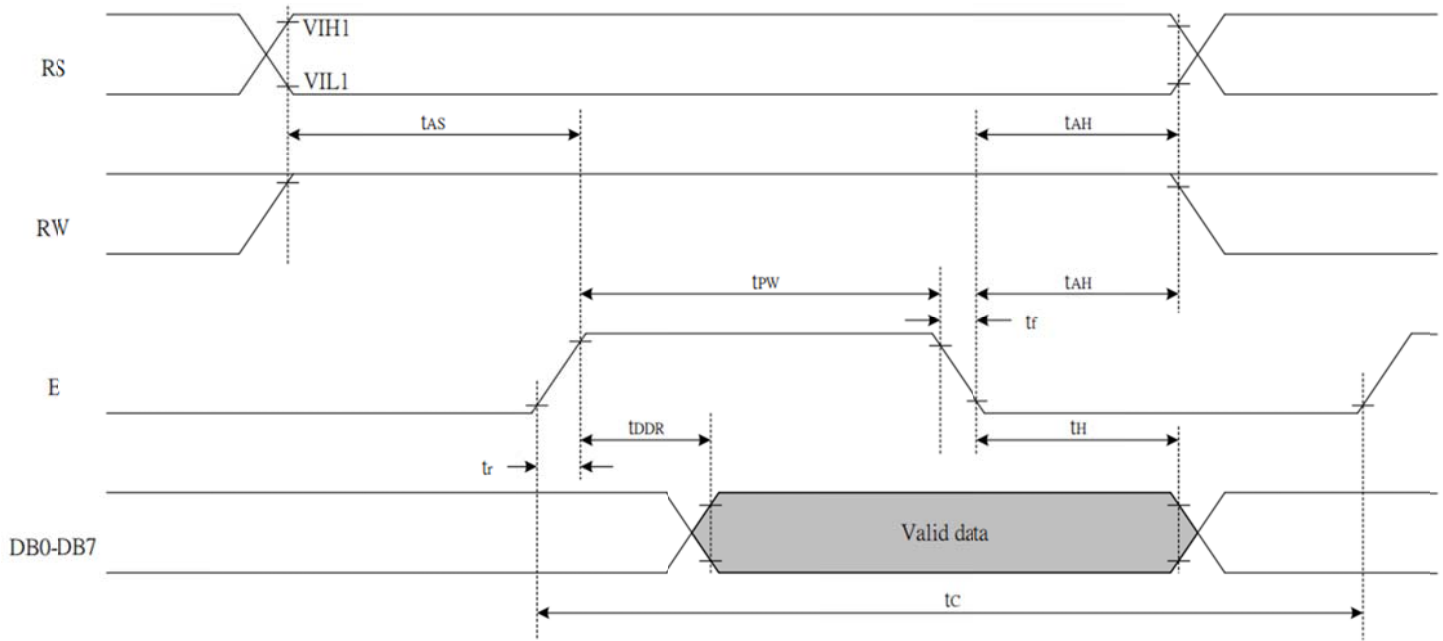 VIH1
RS
VIL1
tAS tAH
RW
tPW tAH
tf
E
tDDR tH
tr
Valid data
DB0-DB7
tC